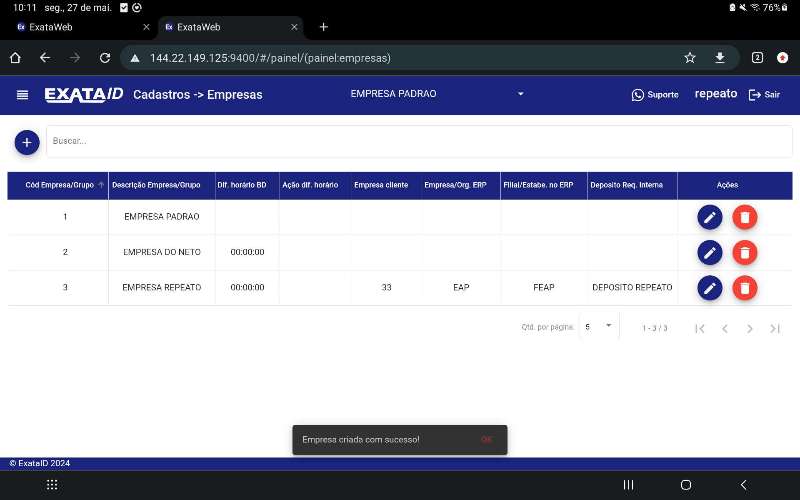 10:11 seg., 27 de mai. 76%
ExataWeb
ExataWeb
144.22.149.125:9400/#/painel/(painel:empresas)
2
EXATA ID
Cadastros -> Empresas
EMPRESA PADRAO
Suporte
repeato
Sair
Buscar...
Cód Empresa/Grupo Descrição Empresa/Grupo Dif. horário BD Ação dif. horário Empresa cliente Empresa/Org. ERP Filial/Estabe. no ERP Deposito Req. Interna Ações
1 EMPRESA PADRAO
2 EMPRESA DO NETO 00:00:00
3 EMPRESA REPEATO 00:00:00 33 EAP FEAP DEPOSITO REPEATO
Qtd. por página: 5 1 - 3 / 3
Empresa criada com sucesso! OK
© ExataID 2024